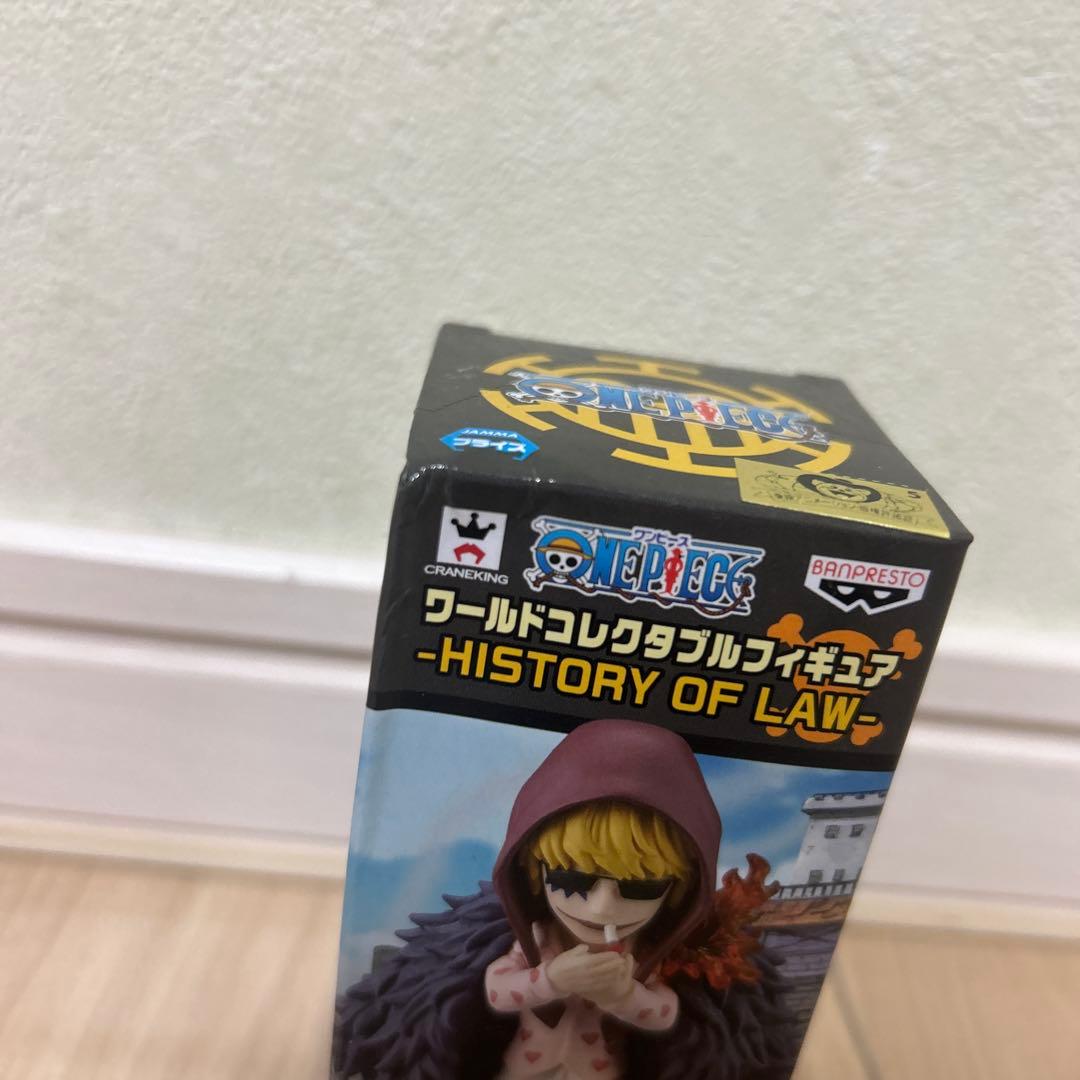 ONE PIECE
JAMMA
プライズ
CRANEKING
ワンピース
ONE PIECE
BANPRESTO
ワールドコレクタブルフィギュア
-HISTORY OF LAW-